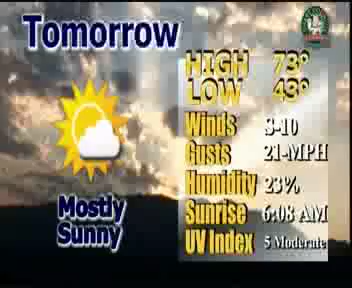 Tomorrow
HIGH 73°
LOW 43°
Winds S-10
Gusts 21-MPH
Humidity 23%
Sunrise 6:08 AM
UV Index 5 Moderate
Mostly
Sunny